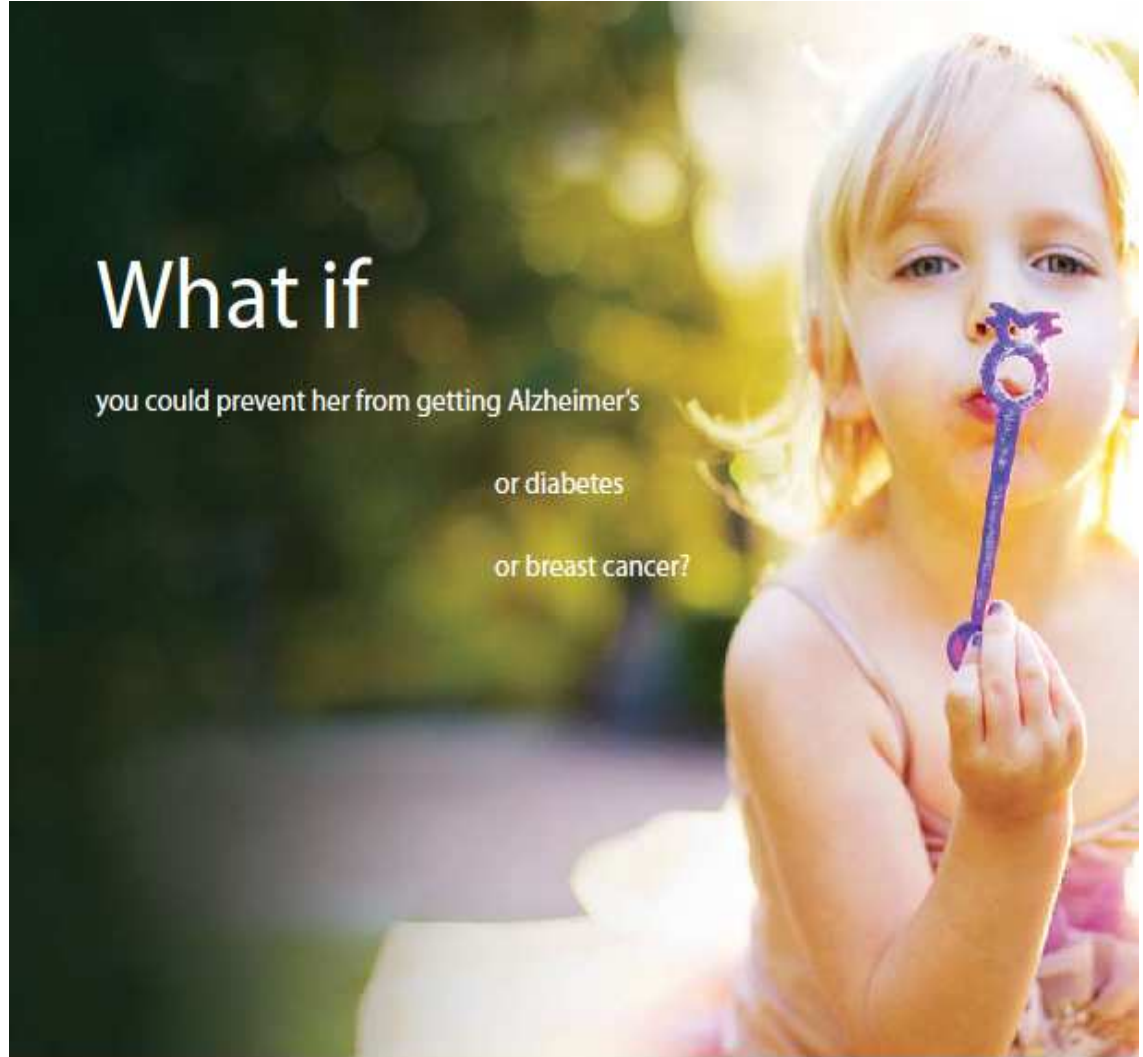 What if
you could prevent her from getting Alzheimer's
or diabetes
or breast cancer?